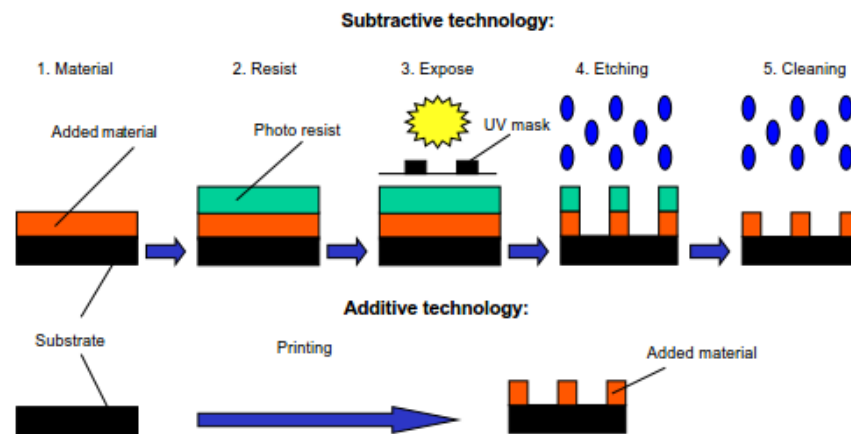 Subtractive technology:
1. Material
2. Resist
3. Expose
4. Etching
5. Cleaning
Added material
Photo resist
UV mask
Additive technology:
Substrate
Printing
Added material